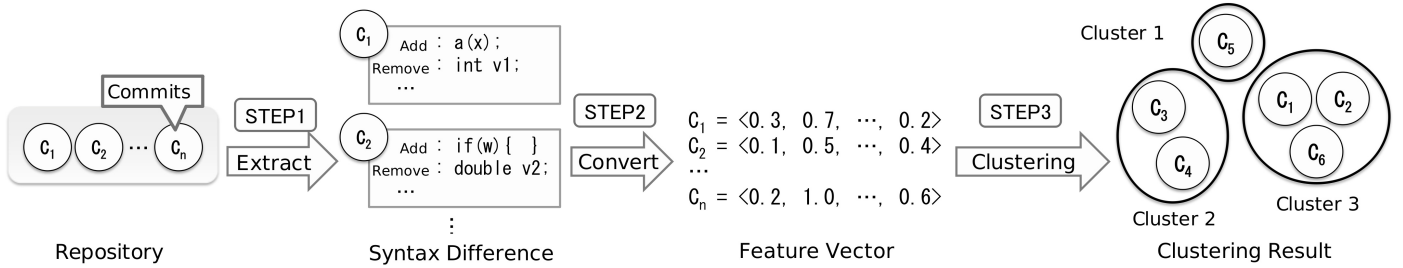 Commits
C1 C2 … Cn
Repository
STEP1
Extract
C1
Add : a(x);
Remove : int v1;
…
C2
Add : if(w){ }
Remove : double v2;
…
⋮
Syntax Difference
STEP2
Convert
C1 = <0.3, 0.7, …, 0.2>
C2 = <0.1, 0.5, …, 0.4>
…
Cn = <0.2, 1.0, …, 0.6>
Feature Vector
STEP3
Clustering
Cluster 1
C5
C3
C4
Cluster 2
C1 C2
C6
Cluster 3
Clustering Result